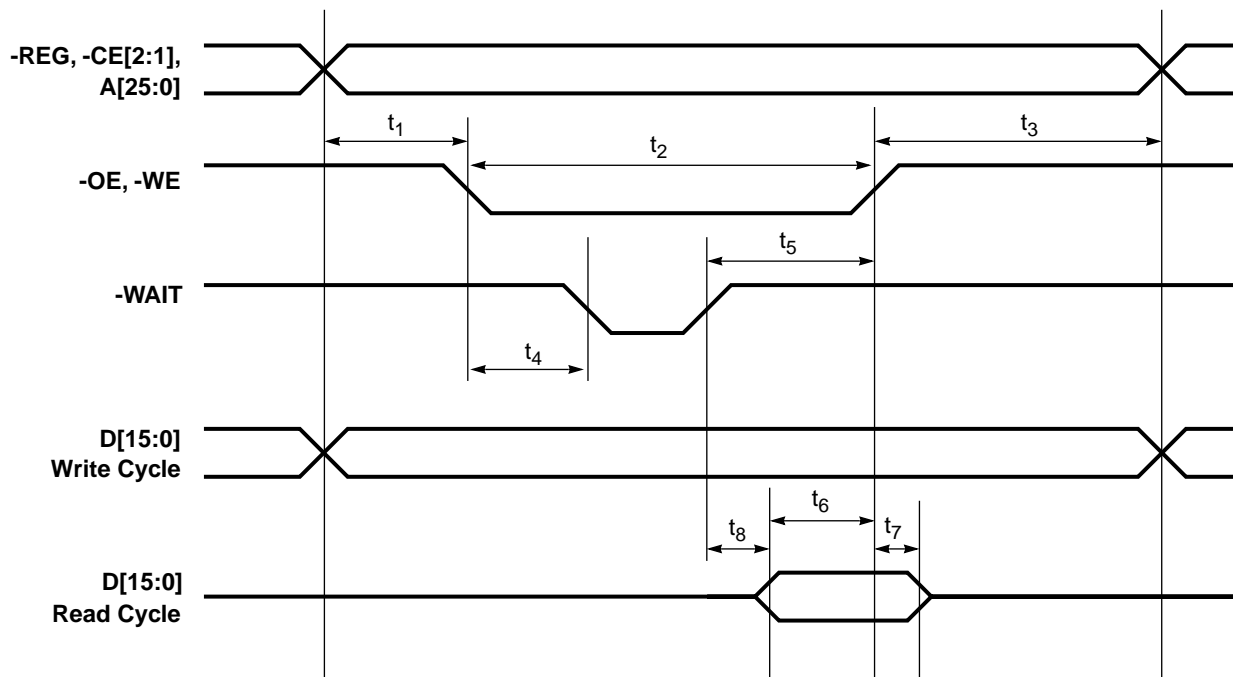 -REG, -CE[2:1],
A[25:0]
t1
t2
t3
-OE, -WE
t5
-WAIT
t4
D[15:0]
Write Cycle
t6
t8
t7
D[15:0]
Read Cycle